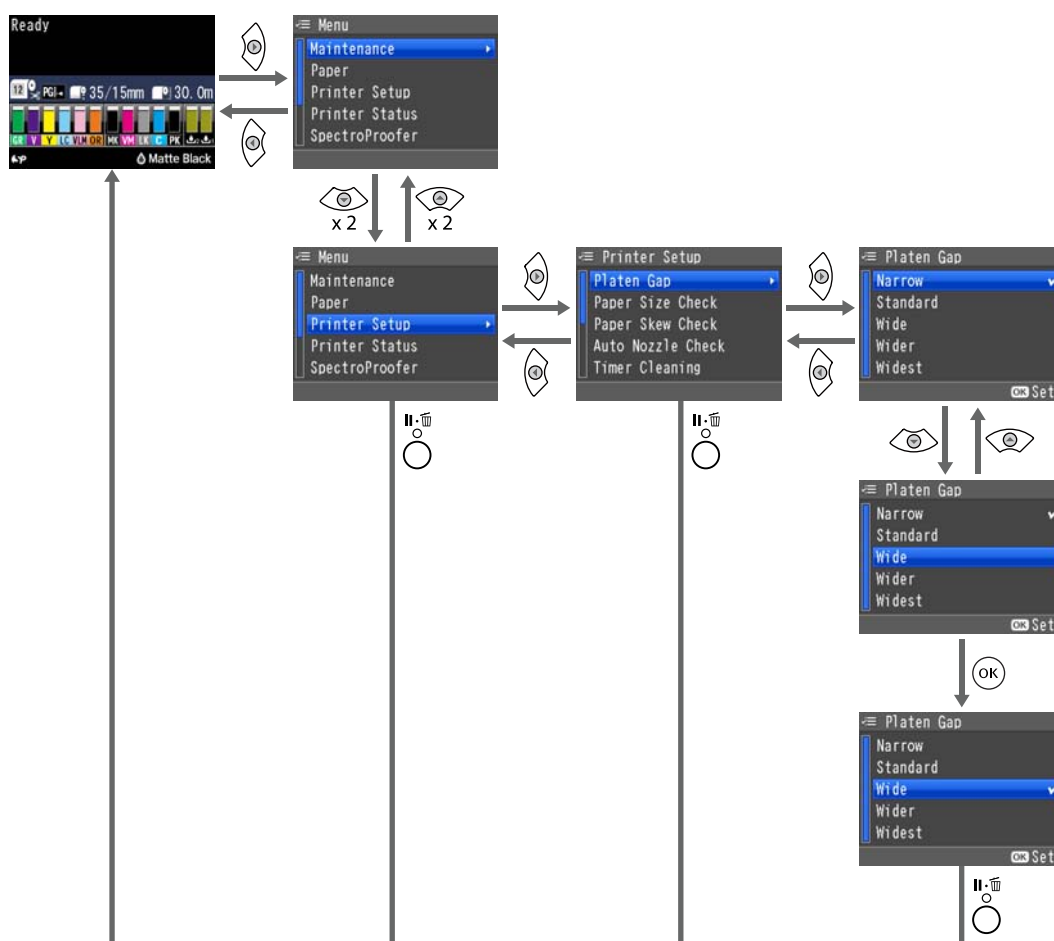 Ready
12 PGI 35/15mm 30.0m
GR V Y LC VLM OR MK VM LK C PK
Matte Black
Menu
Maintenance
Paper
Printer Setup
Printer Status
SpectroProofer
x 2
x 2
Menu
Maintenance
Paper
Printer Setup
Printer Status
SpectroProofer
Printer Setup
Platen Gap
Paper Size Check
Paper Skew Check
Auto Nozzle Check
Timer Cleaning
Platen Gap
Narrow
Standard
Wide
Wider
Widest
OK Set
Platen Gap
Narrow
Standard
Wide
Wider
Widest
OK Set
OK
Platen Gap
Narrow
Standard
Wide
Wider
Widest
OK Set